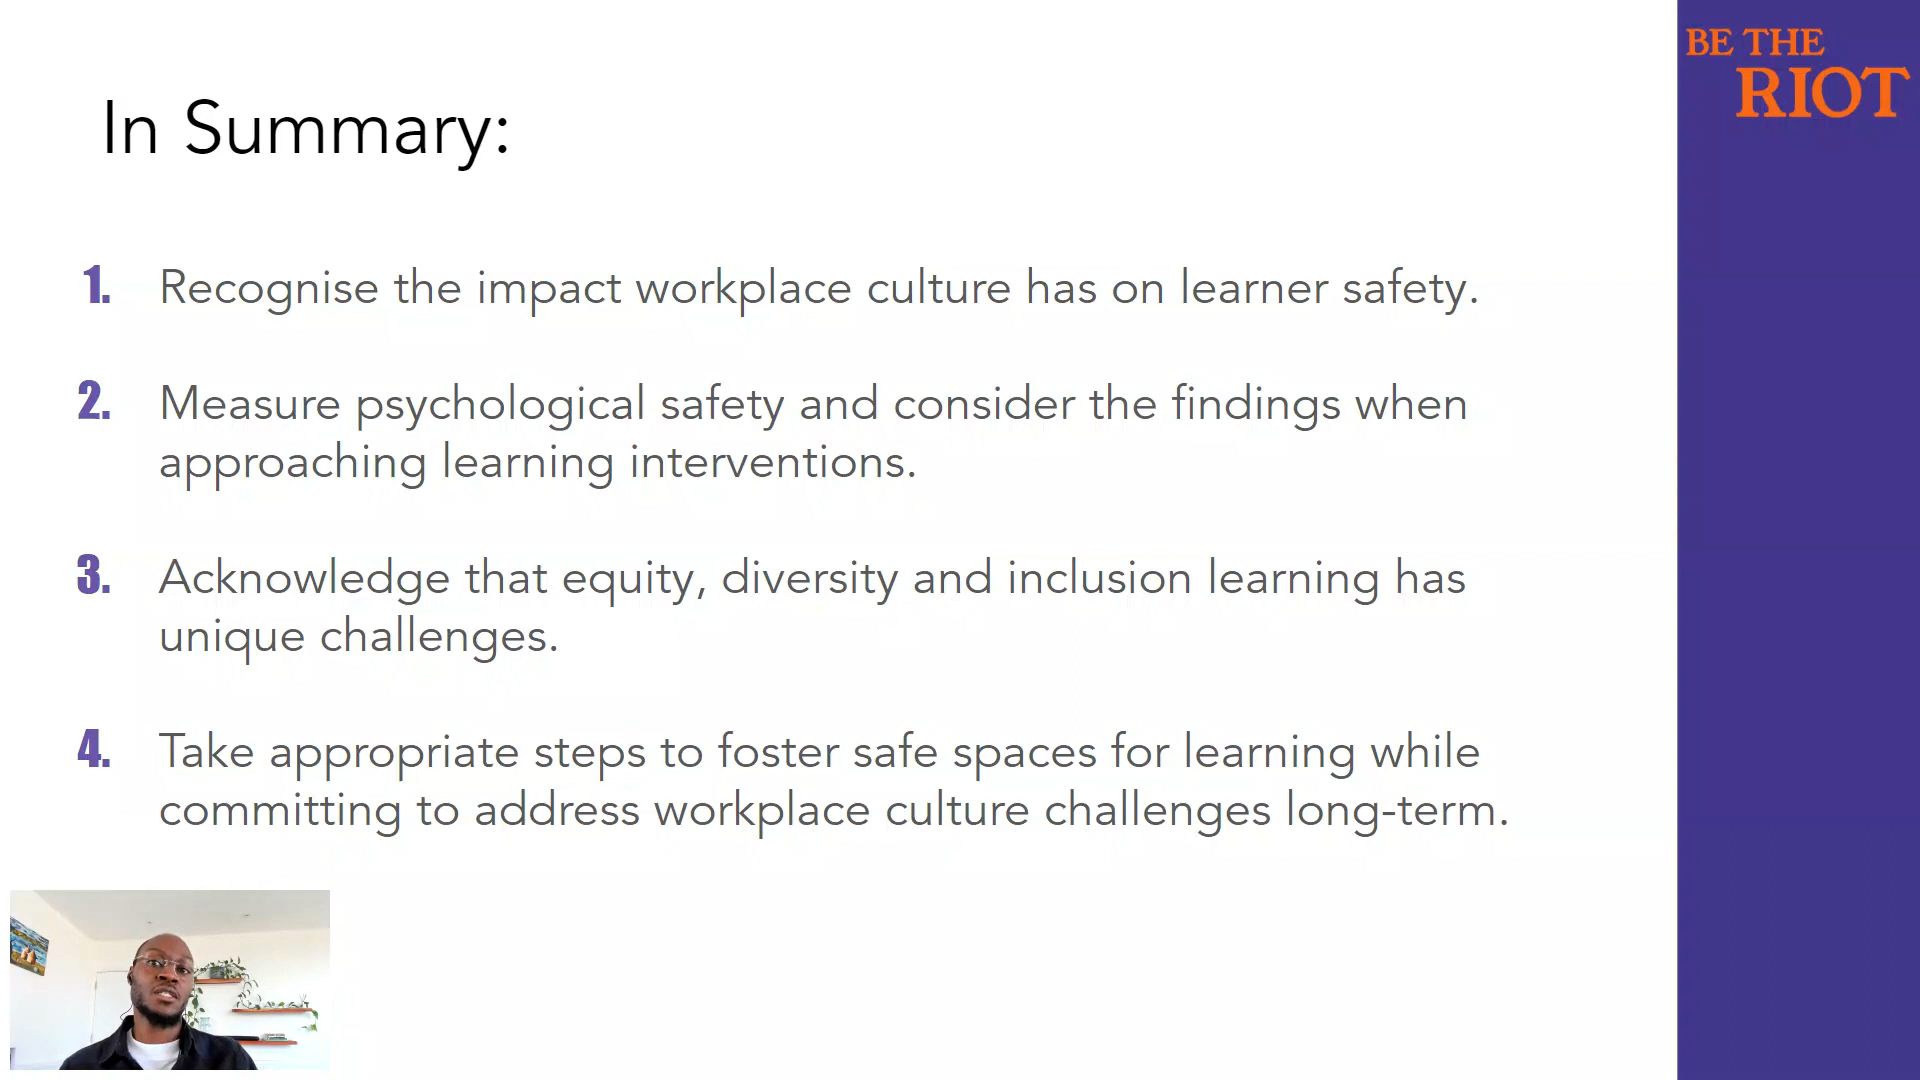 BE THE
RIOT
In Summary:
1. Recognise the impact workplace culture has on learner safety.
2. Measure psychological safety and consider the findings when
approaching learning interventions.
3. Acknowledge that equity, diversity and inclusion learning has
unique challenges.
4. Take appropriate steps to foster safe spaces for learning while
committing to address workplace culture challenges long-term.